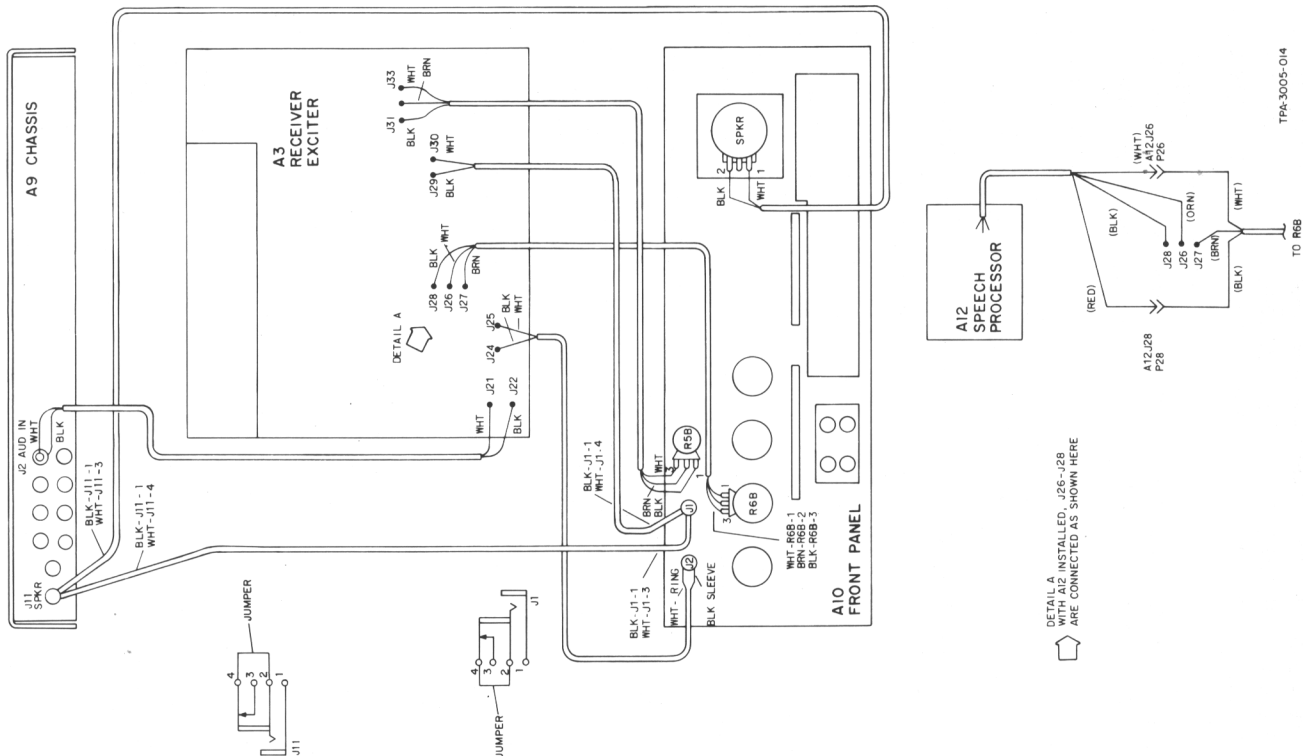 A9 CHASSIS
J2 AUD IN
WHT
BLK
BLK-J11-1
WHT-J11-3
BLK-J11-1
WHT-J11-4
J11
SPKR
A3
RECEIVER
EXCITER
J33
WHT
BRN
J31
BLK
J30
WHT
J29
BLK
BLK
WHT
BRN
J28
J26
J27
DETAIL A
J25
BLK
WHT
J24
J21
WHT
J22
BLK
SPKR
BLK
2
WHT
1
R5B
BLK-J1-1
WHT-J1-4
WHT
3
BRN
BLK
1
J1
3
1
R6B
WHT-R6B-1
BRN-R6B-2
BLK-R6B-3
J2
BLK-J1-1
WHT-J1-3
WHT- RING
BLK SLEEVE
A10
FRONT PANEL
JUMPER
4
3
2
1
J11
JUMPER
4
3
2
1
J1
A12
SPEECH
PROCESSOR
(WHT)
A12J26
P26
(BLK)
(ORN)
J28
J26
J27
(BRN)
(WHT)
(RED)
A12J28
P28
(BLK)
TO R6B
DETAIL A
WITH A12 INSTALLED, J26-J28
ARE CONNECTED AS SHOWN HERE
TPA-3005-014